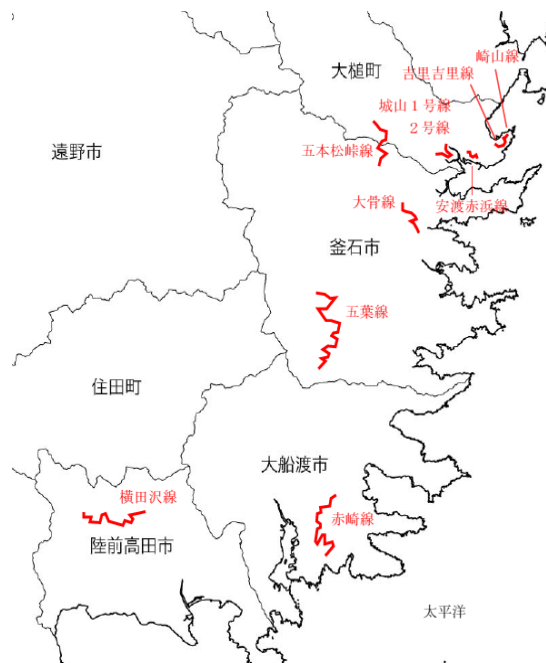 崎山線
大槌町
吉里吉里線
城山１号線
２号線
遠野市
五本松峠線
大骨線
安渡赤浜線
釜石市
五葉線
住田町
大船渡市
横田沢線
赤崎線
陸前高田市
太平洋